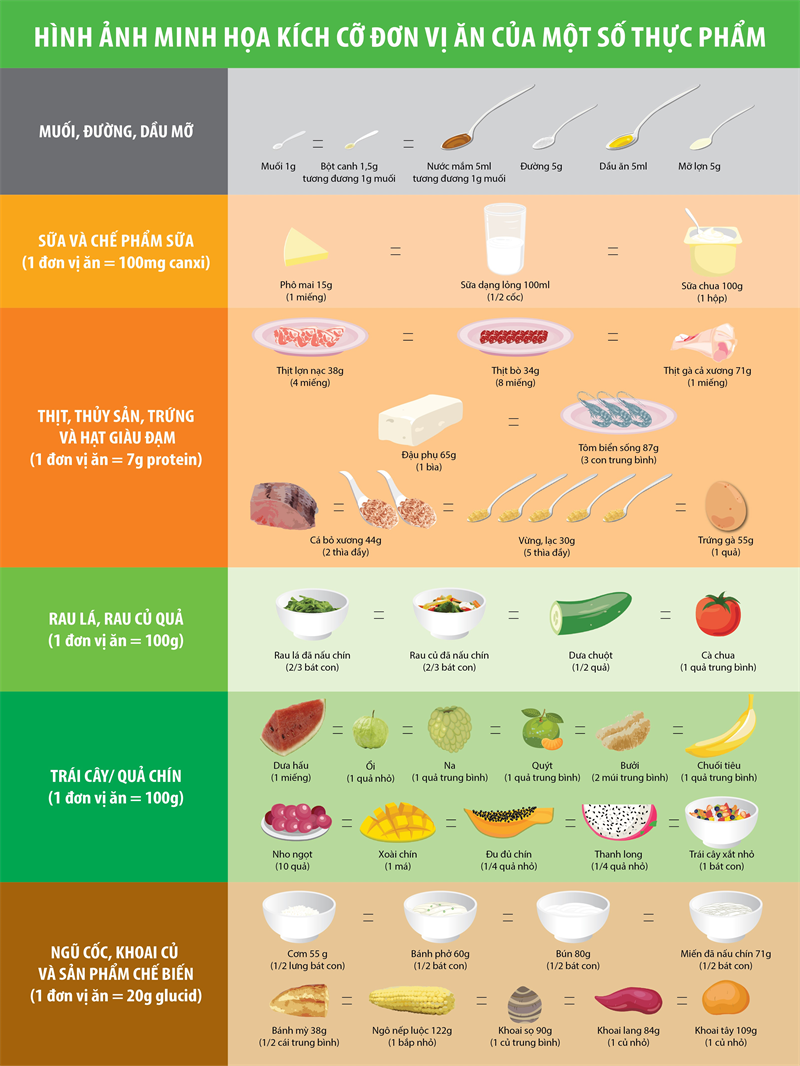 HÌNH ẢNH MINH HỌA KÍCH CỠ ĐƠN VỊ ĂN CỦA MỘT SỐ THỰC PHẨM
MUỐI, ĐƯỜNG, DẦU MỠ
Muối 1g
=
Bột canh 1,5g
tương đương 1g muối
=
Nước mắm 5ml
tương đương 1g muối
Đường 5g
Dầu ăn 5ml
Mỡ lợn 5g
SỮA VÀ CHẾ PHẨM SỮA
(1 đơn vị ăn = 100mg canxi)
Phô mai 15g
(1 miếng)
=
Sữa dạng lỏng 100ml
(1/2 cốc)
=
Sữa chua 100g
(1 hộp)
THỊT, THỦY SẢN, TRỨNG
VÀ HẠT GIÀU ĐẠM
(1 đơn vị ăn = 7g protein)
Thịt lợn nạc 38g
(4 miếng)
=
Thịt bò 34g
(8 miếng)
=
Thịt gà cả xương 71g
(1 miếng)
Đậu phụ 65g
(1 bìa)
=
Tôm biển sống 87g
(3 con trung bình)
=
Cá bỏ xương 44g
(2 thìa đầy)
=
Vừng, lạc 30g
(5 thìa đầy)
=
Trứng gà 55g
(1 quả)
RAU LÁ, RAU CỦ QUẢ
(1 đơn vị ăn = 100g)
Rau lá đã nấu chín
(2/3 bát con)
=
Rau củ đã nấu chín
(2/3 bát con)
=
Dưa chuột
(1/2 quả)
=
Cà chua
(1 quả trung bình)
TRÁI CÂY/ QUẢ CHÍN
(1 đơn vị ăn = 100g)
Dưa hấu
(1 miếng)
=
Ổi
(1 quả nhỏ)
=
Na
(1 quả trung bình)
=
Quýt
(1 quả trung bình)
=
Bưởi
(2 múi trung bình)
=
Chuối tiêu
(1 quả trung bình)
Nho ngọt
(10 quả)
=
Xoài chín
(1 má)
=
Đu đủ chín
(1/4 quả nhỏ)
=
Thanh long
(1/4 quả nhỏ)
=
Trái cây xắt nhỏ
(1 bát con)
NGŨ CỐC, KHOAI CỦ
VÀ SẢN PHẨM CHẾ BIẾN
(1 đơn vị ăn = 20g glucid)
Cơm 55 g
(1/2 lưng bát con)
=
Bánh phở 60g
(1/2 bát con)
=
Bún 80g
(1/2 bát con)
=
Miến đã nấu chín 71g
(1/2 bát con)
Bánh mỳ 38g
(1/2 cái trung bình)
=
Ngô nếp luộc 122g
(1 bắp nhỏ)
=
Khoai sọ 90g
(1 củ trung bình)
=
Khoai lang 84g
(1 củ nhỏ)
=
Khoai tây 109g
(1 củ nhỏ)